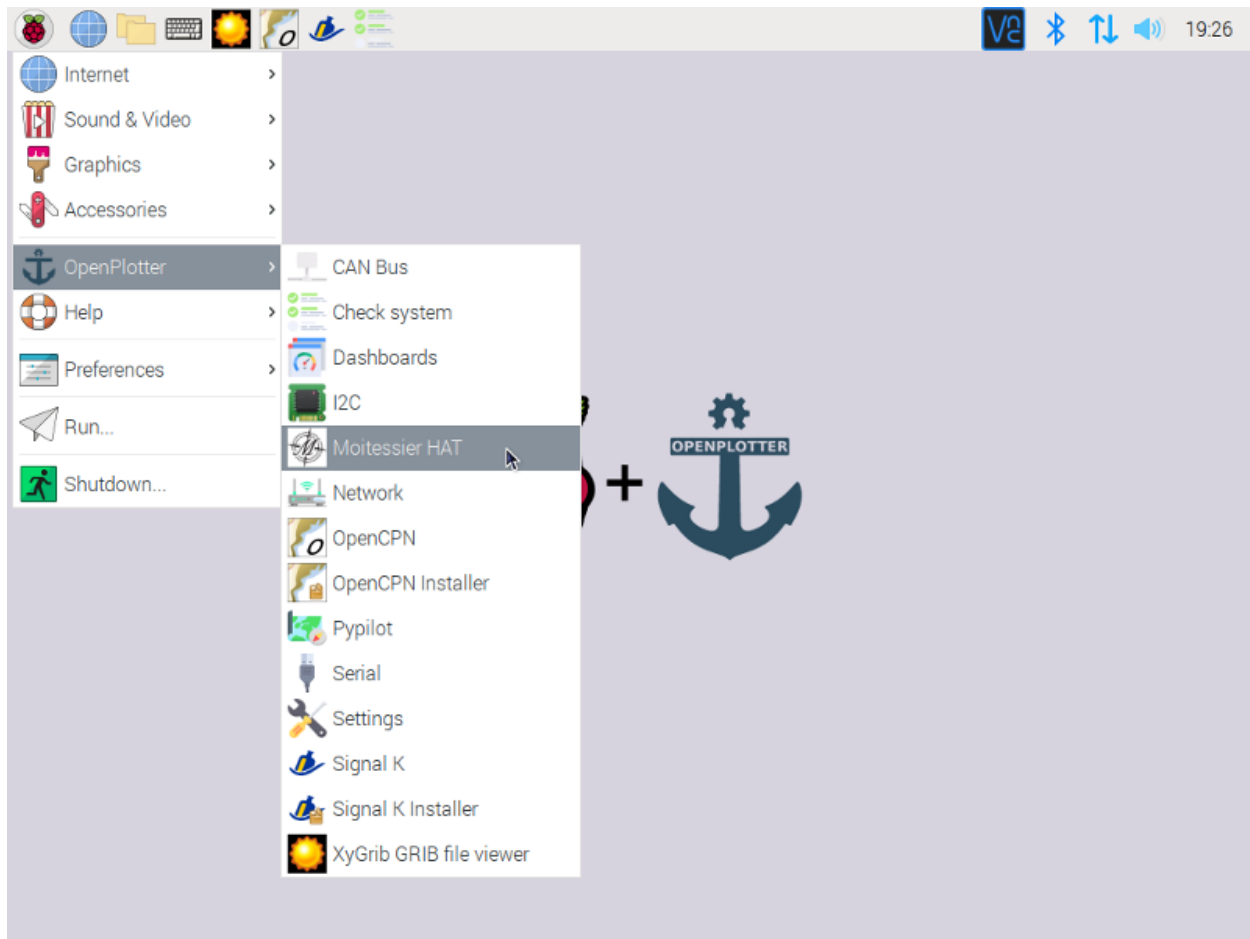 VNC
19:26
Internet
Sound & Video
Graphics
Accessories
OpenPlotter
Help
Preferences
Run...
Shutdown...
CAN Bus
Check system
Dashboards
I2C
Moitessier HAT
Network
OpenCPN
OpenCPN Installer
Pypilot
Serial
Settings
Signal K
Signal K Installer
XyGrib GRIB file viewer
+
OPENPLOTTER